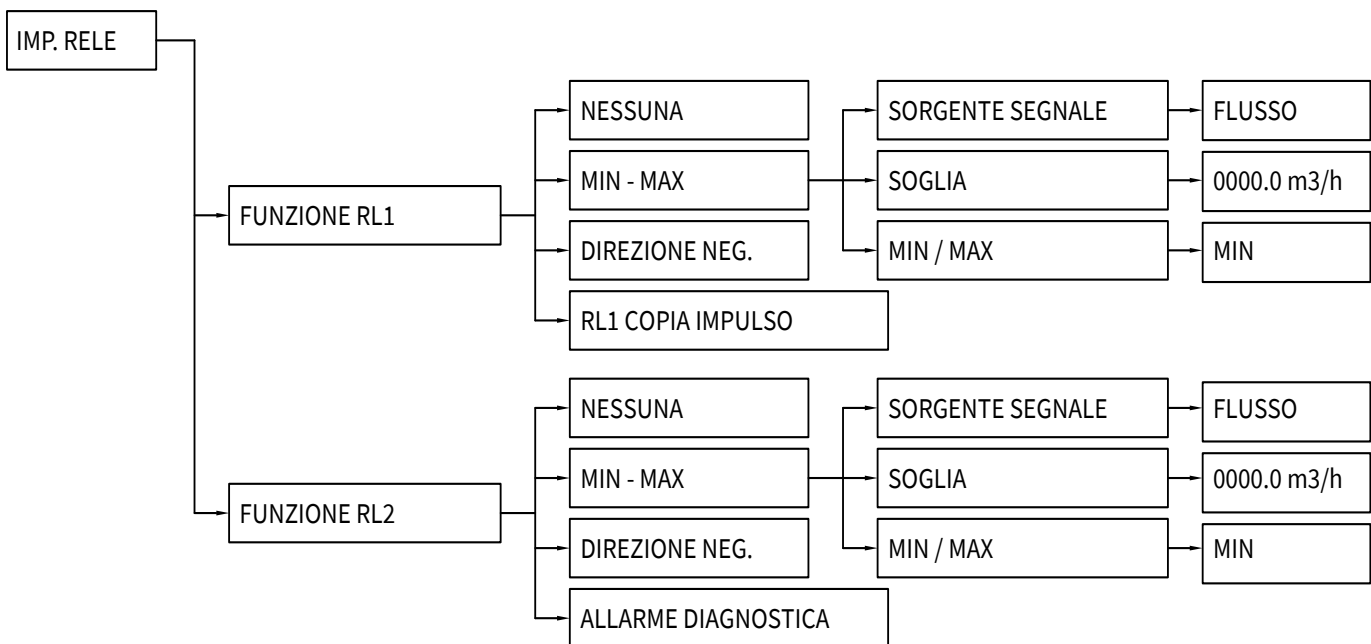 IMP. RELE
NESSUNA
SORGENTE SEGNALE
FLUSSO
MIN - MAX
SOGLIA
0000.0 m3/h
FUNZIONE RL1
DIREZIONE NEG.
MIN / MAX
MIN
RL1 COPIA IMPULSO
NESSUNA
SORGENTE SEGNALE
FLUSSO
MIN - MAX
SOGLIA
0000.0 m3/h
FUNZIONE RL2
DIREZIONE NEG.
MIN / MAX
MIN
ALLARME DIAGNOSTICA